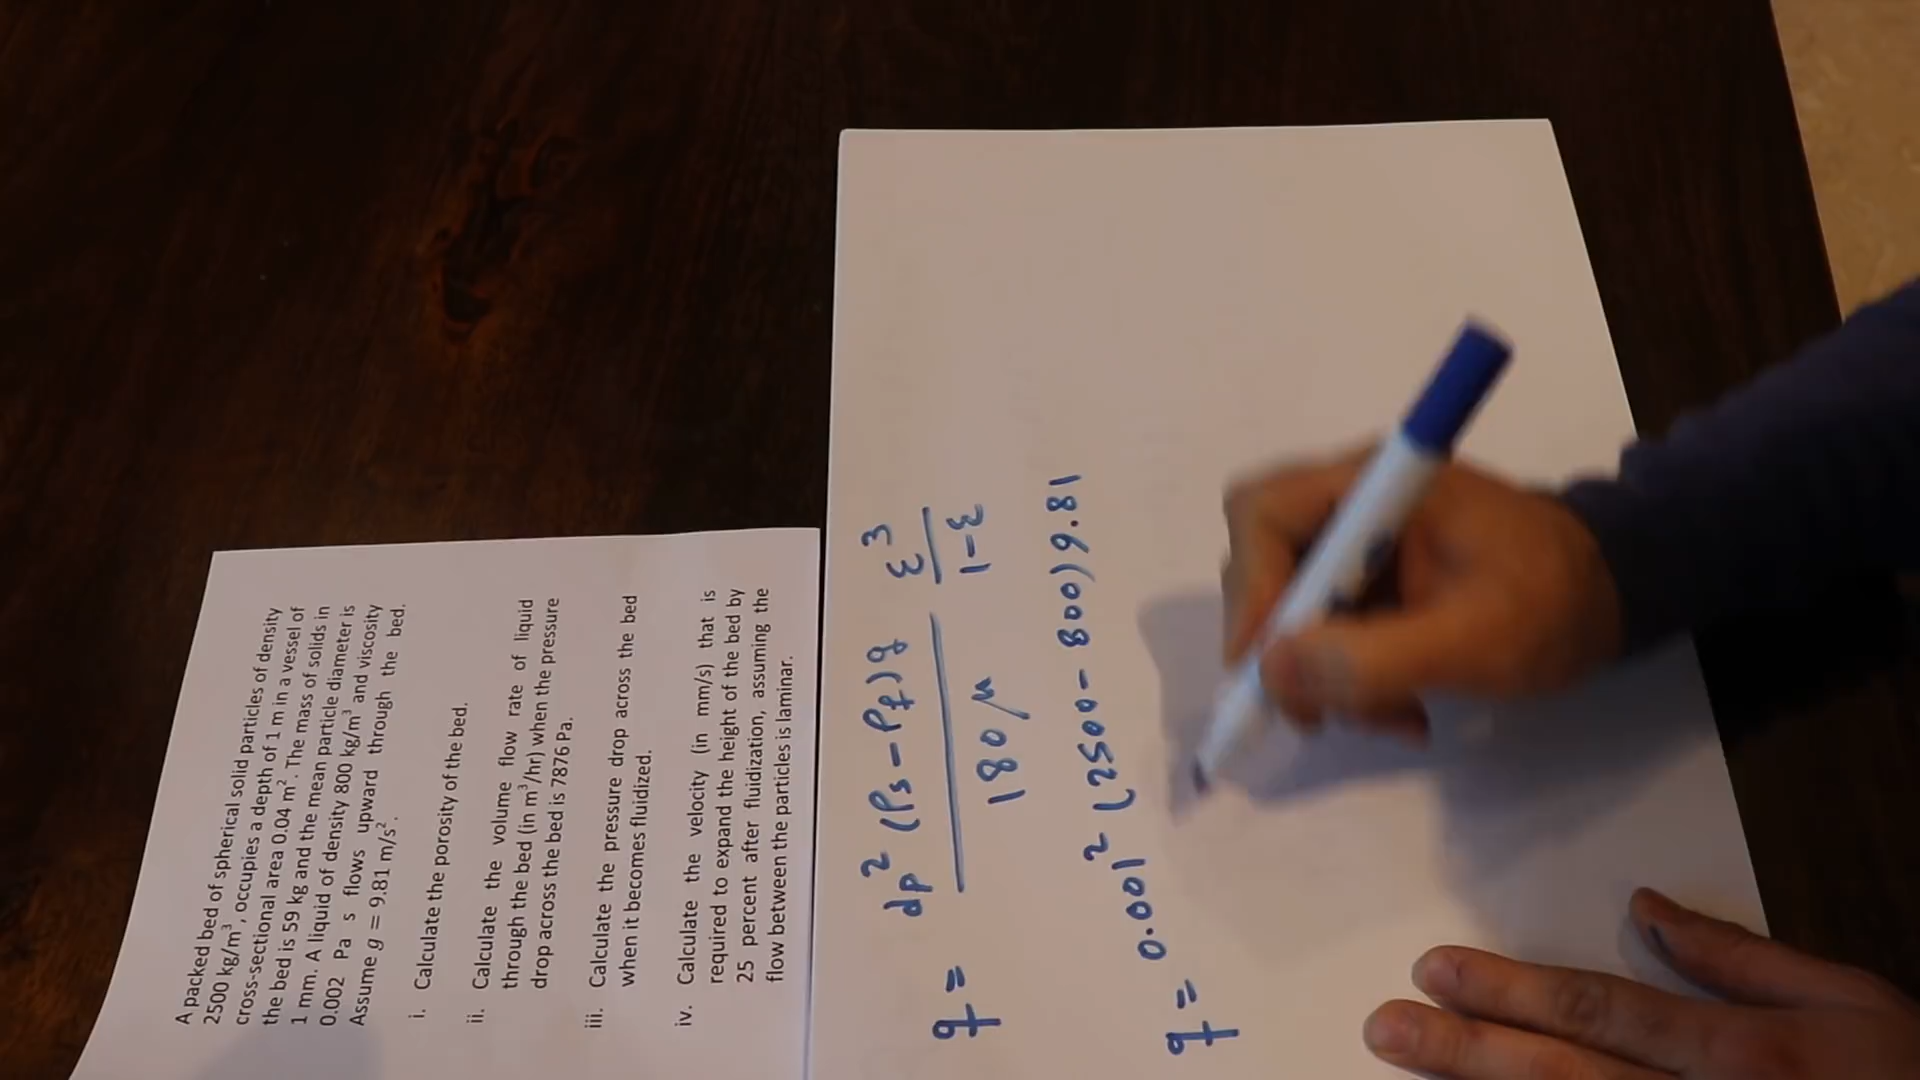 A packed bed of spherical solid particles of density
2500 kg/m³, occupies a depth of 1 m in a vessel of
cross-sectional area 0.04 m². The mass of solids in
the bed is 59 kg and the mean particle diameter is
1 mm. A liquid of density 800 kg/m³ and viscosity
0.002 Pa s flows upward through the bed.
Assume g = 9.81 m/s².
i. Calculate the porosity of the bed.
ii. Calculate the volume flow rate of liquid
through the bed (in m³/hr) when the pressure
drop across the bed is 7876 Pa.
iii. Calculate the pressure drop across the bed
when it becomes fluidized.
iv. Calculate the velocity (in mm/s) that is
required to expand the height of the bed by
25 percent after fluidization, assuming the
flow between the particles is laminar.
q = dp² (ρs - ρf) g / 180 μ ε³ / 1-ε
q = 0.001² (2500 - 800) 9.81